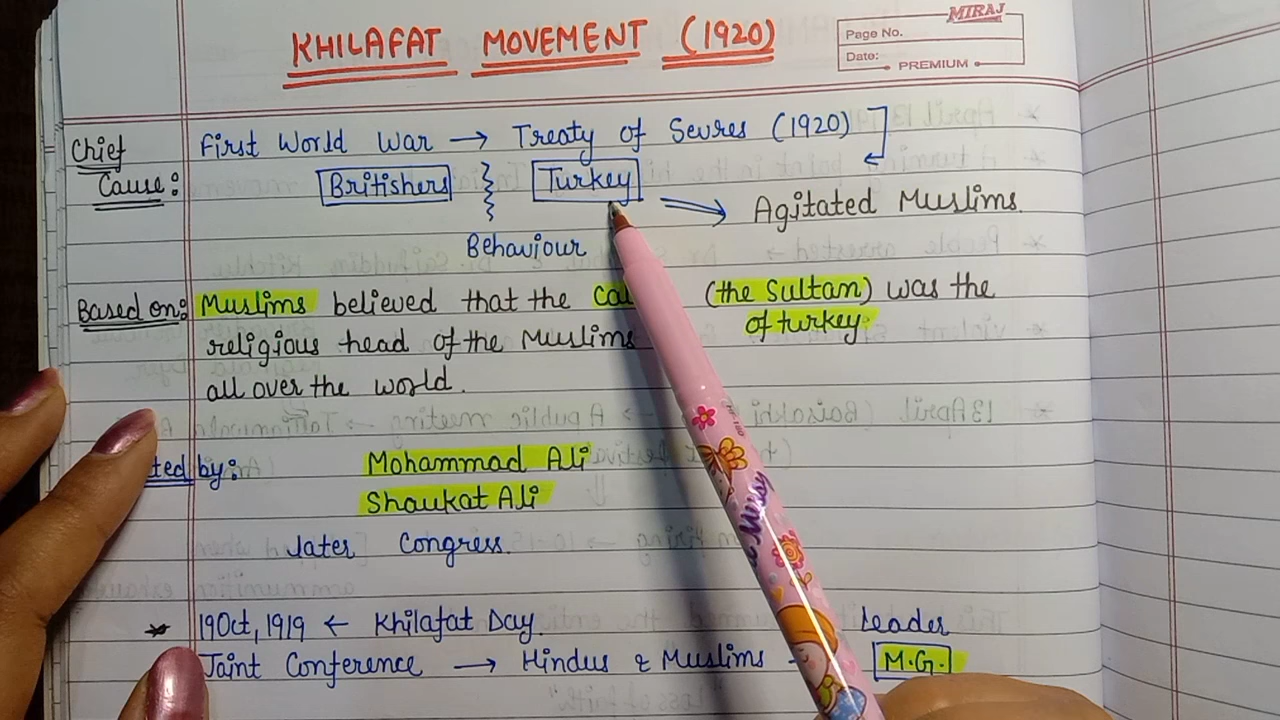 KHILAFAT MOVEMENT (1920)
MIRAJ
Page No.
Date:
PREMIUM
Chief Cause: First World War → Treaty of Sevres (1920)
Britishers Turkey ⇒ Agitated Muslims
Behaviour
Based on: Muslims believed that the (the Sultan) was the
of turkey
religious head of the Muslims
all over the world.
by: Mohammad Ali
Shaukat Ali
later Congress.
* 19Oct, 1919 ← Khilafat Day. Leader
Joint Conference → Hindus & Muslims M.G.